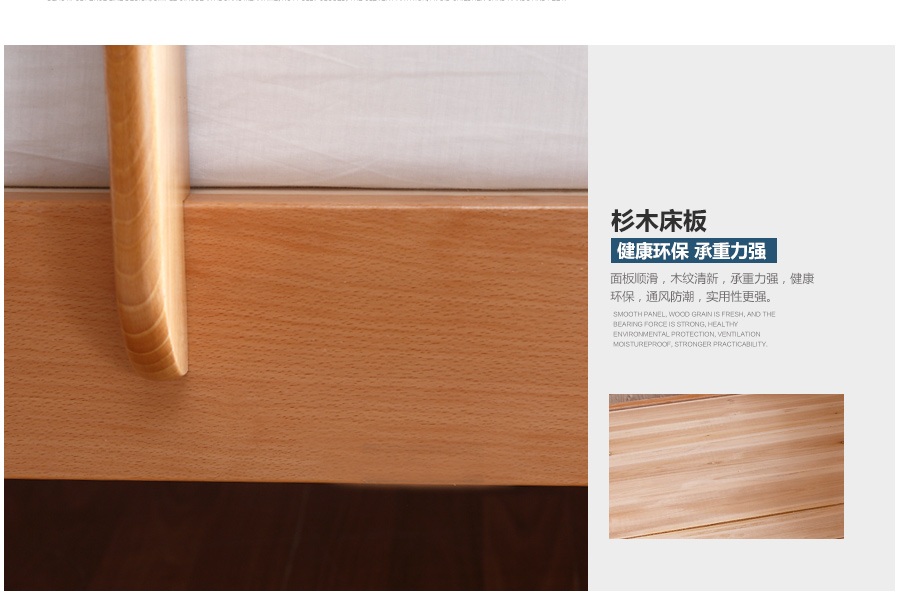 杉木床板
健康环保 承重力强
面板顺滑，木纹清新，承重力强，健康
环保，通风防潮，实用性更强。
SMOOTH PANEL, WOOD GRAIN IS FRESH, AND THE
BEARING FORCE IS STRONG, HEALTHY
ENVIRONMENTAL PROTECTION, VENTILATION
MOISTUREPROOF, STRONGER PRACTICABILITY.